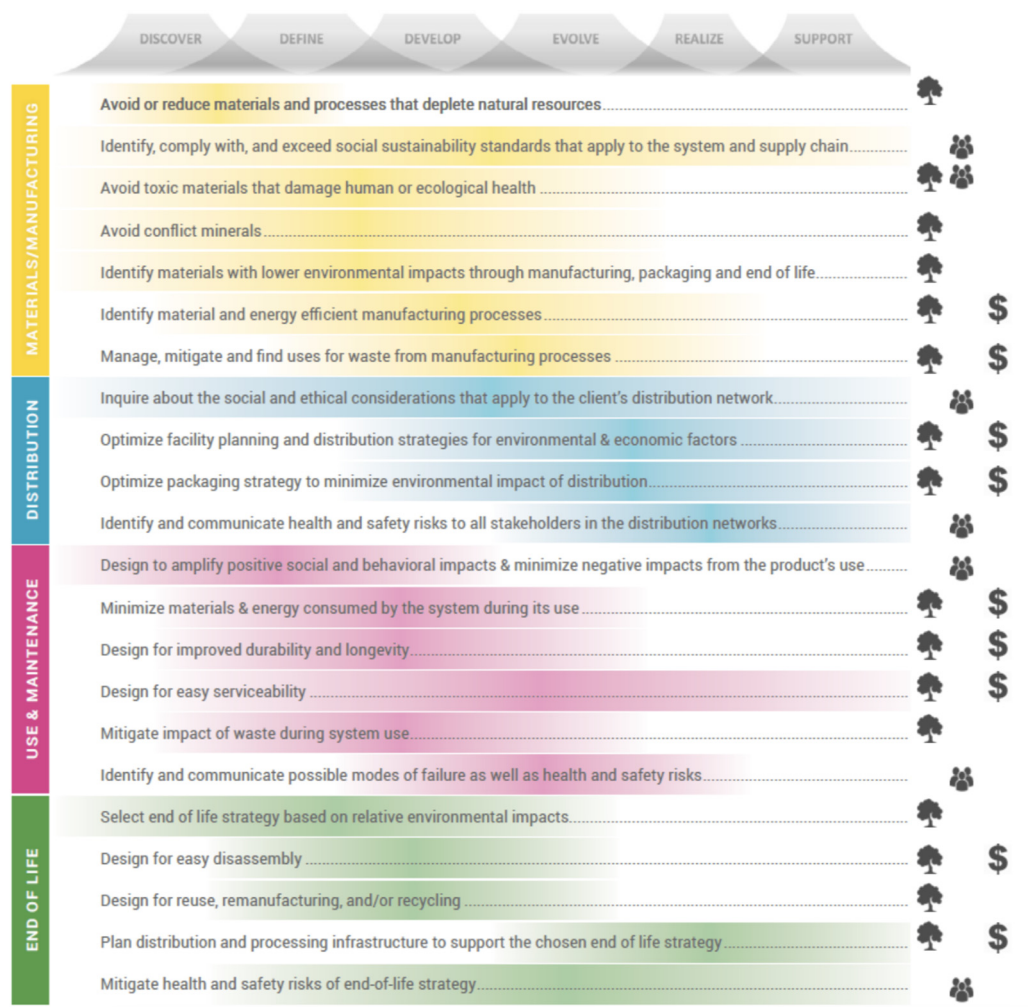 DISCOVER DEFINE DEVELOP EVOLVE REALIZE SUPPORT
MATERIALS/MANUFACTURING
Avoid or reduce materials and processes that deplete natural resources
Identify, comply with, and exceed social sustainability standards that apply to the system and supply chain
Avoid toxic materials that damage human or ecological health
Avoid conflict minerals
Identify materials with lower environmental impacts through manufacturing, packaging and end of life
Identify material and energy efficient manufacturing processes $
Manage, mitigate and find uses for waste from manufacturing processes $
DISTRIBUTION
Inquire about the social and ethical considerations that apply to the client's distribution network
Optimize facility planning and distribution strategies for environmental & economic factors $
Optimize packaging strategy to minimize environmental impact of distribution $
Identify and communicate health and safety risks to all stakeholders in the distribution networks
USE & MAINTENANCE
Design to amplify positive social and behavioral impacts & minimize negative impacts from the product's use
Minimize materials & energy consumed by the system during its use $
Design for improved durability and longevity $
Design for easy serviceability $
Mitigate impact of waste during system use
Identify and communicate possible modes of failure as well as health and safety risks
END OF LIFE
Select end of life strategy based on relative environmental impacts
Design for easy disassembly $
Design for reuse, remanufacturing, and/or recycling
Plan distribution and processing infrastructure to support the chosen end of life strategy $
Mitigate health and safety risks of end-of-life strategy